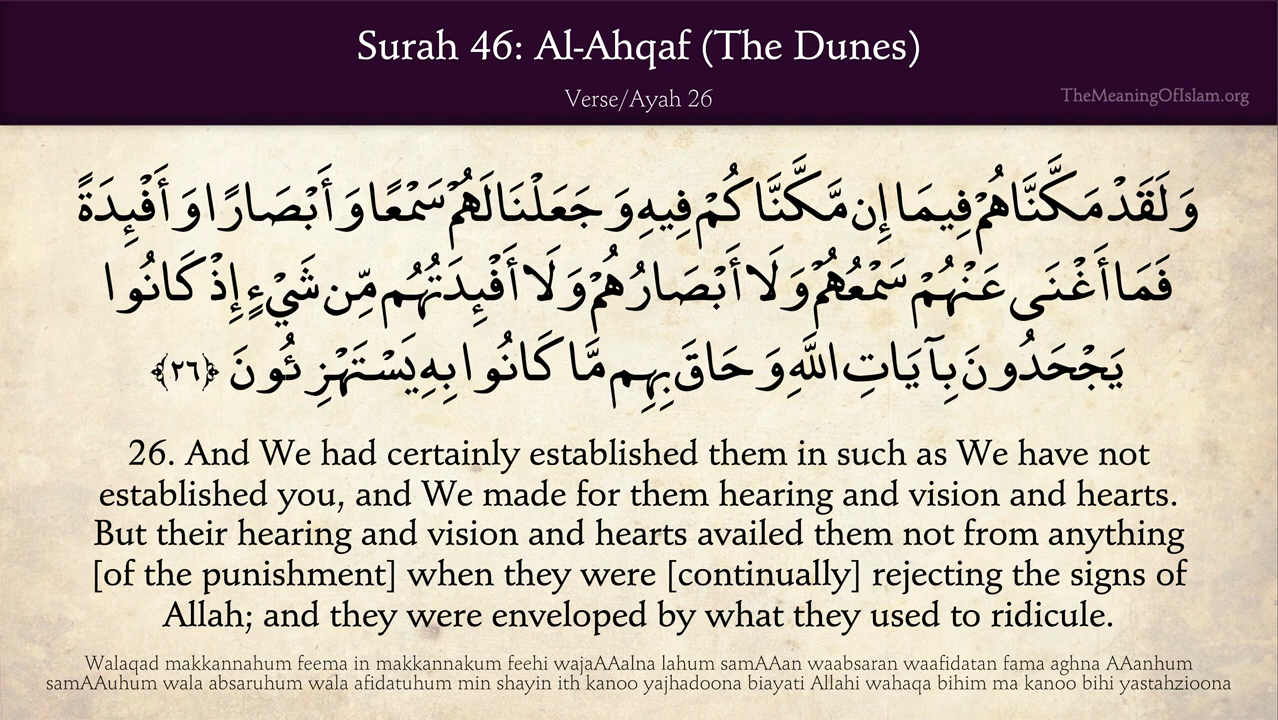 Surah 46: Al-Ahqaf (The Dunes)
Verse/Ayah 26
TheMeaningOfIslam.org
وَلَقَدْ مَكَّنَّاهُمْ فِيمَا إِن مَّكَّنَّاكُمْ فِيهِ وَجَعَلْنَا لَهُمْ سَمْعًا وَأَبْصَارًا وَأَفْئِدَةً
فَمَا أَغْنَى عَنْهُمْ سَمْعُهُمْ وَلَا أَبْصَارُهُمْ وَلَا أَفْئِدَتُهُم مِّن شَيْءٍ إِذْ كَانُوا
يَجْحَدُونَ بِآيَاتِ اللَّهِ وَحَاقَ بِهِم مَّا كَانُوا بِهِ يَسْتَهْزِئُونَ ﴿٢٦﴾
26. And We had certainly established them in such as We have not
established you, and We made for them hearing and vision and hearts.
But their hearing and vision and hearts availed them not from anything
[of the punishment] when they were [continually] rejecting the signs of
Allah; and they were enveloped by what they used to ridicule.
Walaqad makkannahum feema in makkannakum feehi wajaAAalna lahum samAAan waabsaran waafidatan fama aghna AAanhum
samAAuhum wala absaruhum wala afidatuhum min shayin ith kanoo yajhadoona biayati Allahi wahaqa bihim ma kanoo bihi yastahzioona